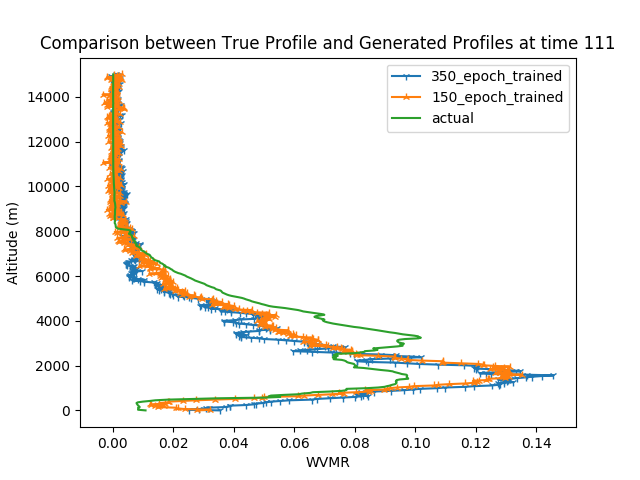 Comparison between True Profile and Generated Profiles at time 111
350_epoch_trained
150_epoch_trained
actual
14000
12000
10000
8000
6000
4000
2000
0
Altitude (m)
0.00 0.02 0.04 0.06 0.08 0.10 0.12 0.14
WVMR